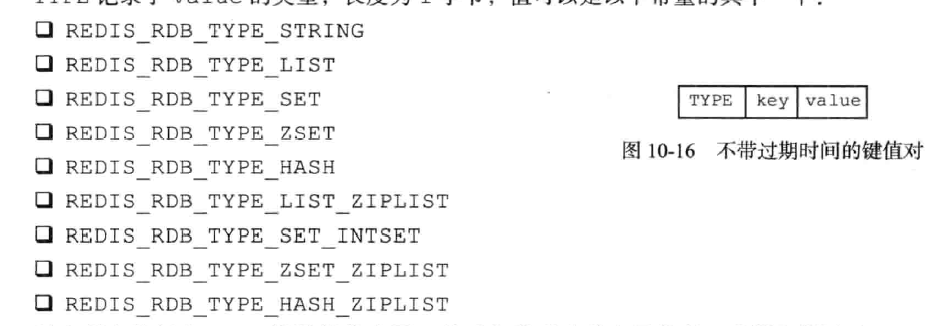 TYPE 记录了 value 的类型，长度为 1 字节，值可以是以下常量的其中一个：
❑ REDIS_RDB_TYPE_STRING
❑ REDIS_RDB_TYPE_LIST
❑ REDIS_RDB_TYPE_SET
❑ REDIS_RDB_TYPE_ZSET
❑ REDIS_RDB_TYPE_HASH
❑ REDIS_RDB_TYPE_LIST_ZIPLIST
❑ REDIS_RDB_TYPE_SET_INTSET
❑ REDIS_RDB_TYPE_ZSET_ZIPLIST
❑ REDIS_RDB_TYPE_HASH_ZIPLIST
TYPE key value
图 10-16 不带过期时间的键值对